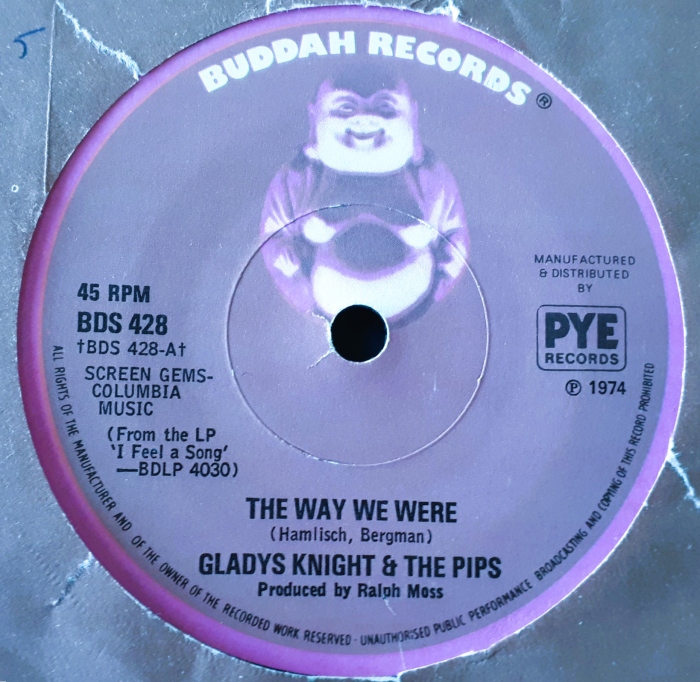 5
BUDDAH RECORDS®
MANUFACTURED
& DISTRIBUTED
BY
PYE
RECORDS
℗ 1974
45 RPM
BDS 428
†BDS 428-A†
SCREEN GEMS-
COLUMBIA
MUSIC
(From the LP
'I Feel a Song'
—BDLP 4030)
THE WAY WE WERE
(Hamlisch, Bergman)
GLADYS KNIGHT & THE PIPS
Produced by Ralph Moss
ALL RIGHTS OF THE MANUFACTURER AND OF THE OWNER OF THE RECORDED WORK RESERVED · UNAUTHORISED PUBLIC PERFORMANCE BROADCASTING AND COPYING OF THIS RECORD PROHIBITED